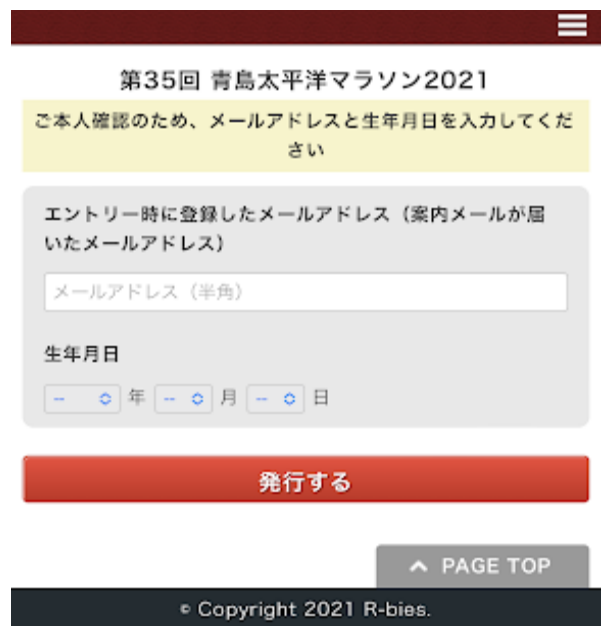 第35回 青島太平洋マラソン2021
ご本人確認のため、メールアドレスと生年月日を入力してくだ
さい
エントリー時に登録したメールアドレス（案内メールが届
いたメールアドレス）
メールアドレス（半角）
生年月日
-- 年 -- 月 -- 日
発行する
PAGE TOP
© Copyright 2021 R-bies.